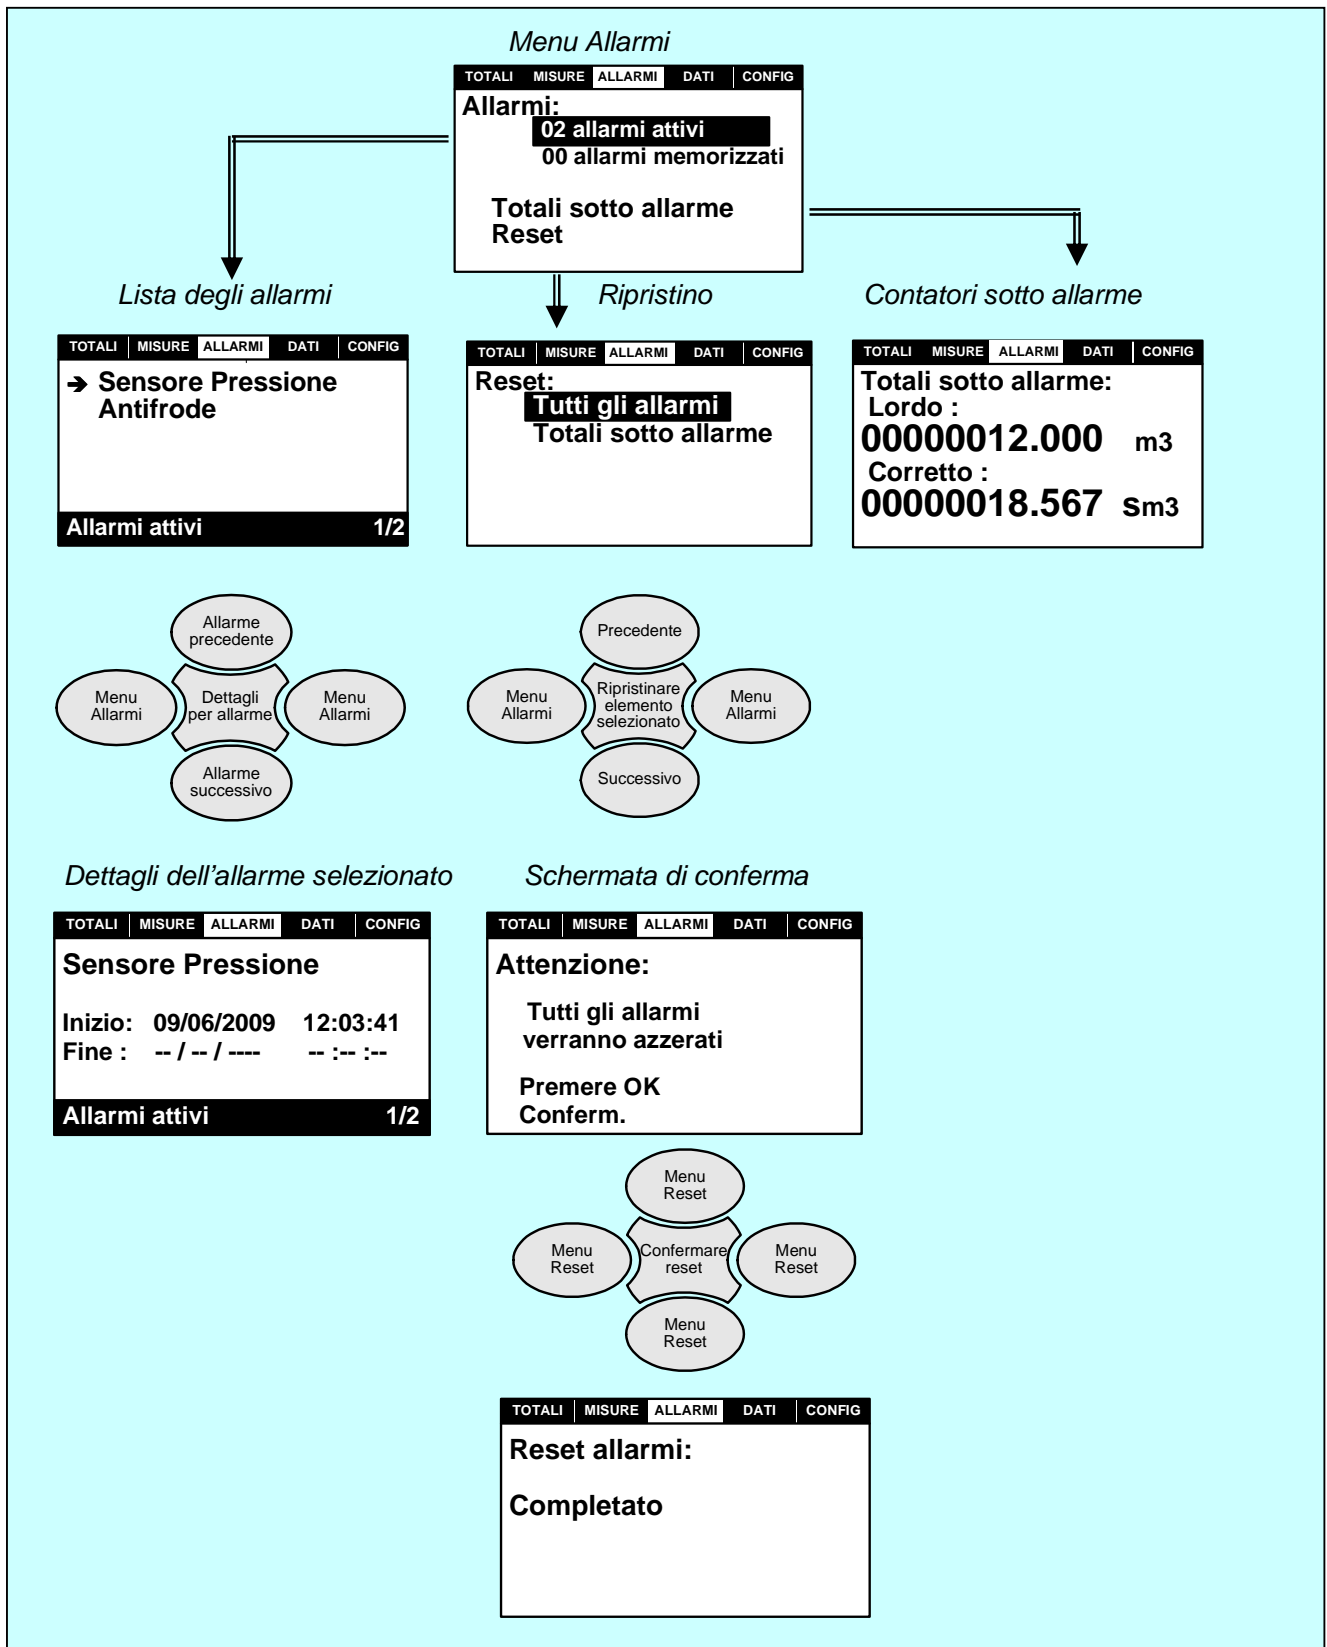 Menu Allarmi
TOTALI MISURE ALLARMI DATI CONFIG
Allarmi:
02 allarmi attivi
00 allarmi memorizzati
Totali sotto allarme
Reset
Lista degli allarmi
TOTALI MISURE ALLARMI DATI CONFIG
➔ Sensore Pressione
Antifrode
Allarmi attivi 1/2
Ripristino
TOTALI MISURE ALLARMI DATI CONFIG
Reset:
Tutti gli allarmi
Totali sotto allarme
Contatori sotto allarme
TOTALI MISURE ALLARMI DATI CONFIG
Totali sotto allarme:
Lordo :
00000012.000 m3
Corretto :
00000018.567 Sm3
Allarme
precedente
Menu
Allarmi
Dettagli
per allarme
Menu
Allarmi
Allarme
successivo
Precedente
Menu
Allarmi
Ripristinare
elemento
selezionato
Menu
Allarmi
Successivo
Dettagli dell'allarme selezionato
TOTALI MISURE ALLARMI DATI CONFIG
Sensore Pressione
Inizio: 09/06/2009 12:03:41
Fine : -- / -- / ---- -- :-- :--
Allarmi attivi 1/2
Schermata di conferma
TOTALI MISURE ALLARMI DATI CONFIG
Attenzione:
Tutti gli allarmi
verranno azzerati
Premere OK
Conferm.
Menu
Reset
Menu
Reset
Confermare
reset
Menu
Reset
Menu
Reset
TOTALI MISURE ALLARMI DATI CONFIG
Reset allarmi:
Completato